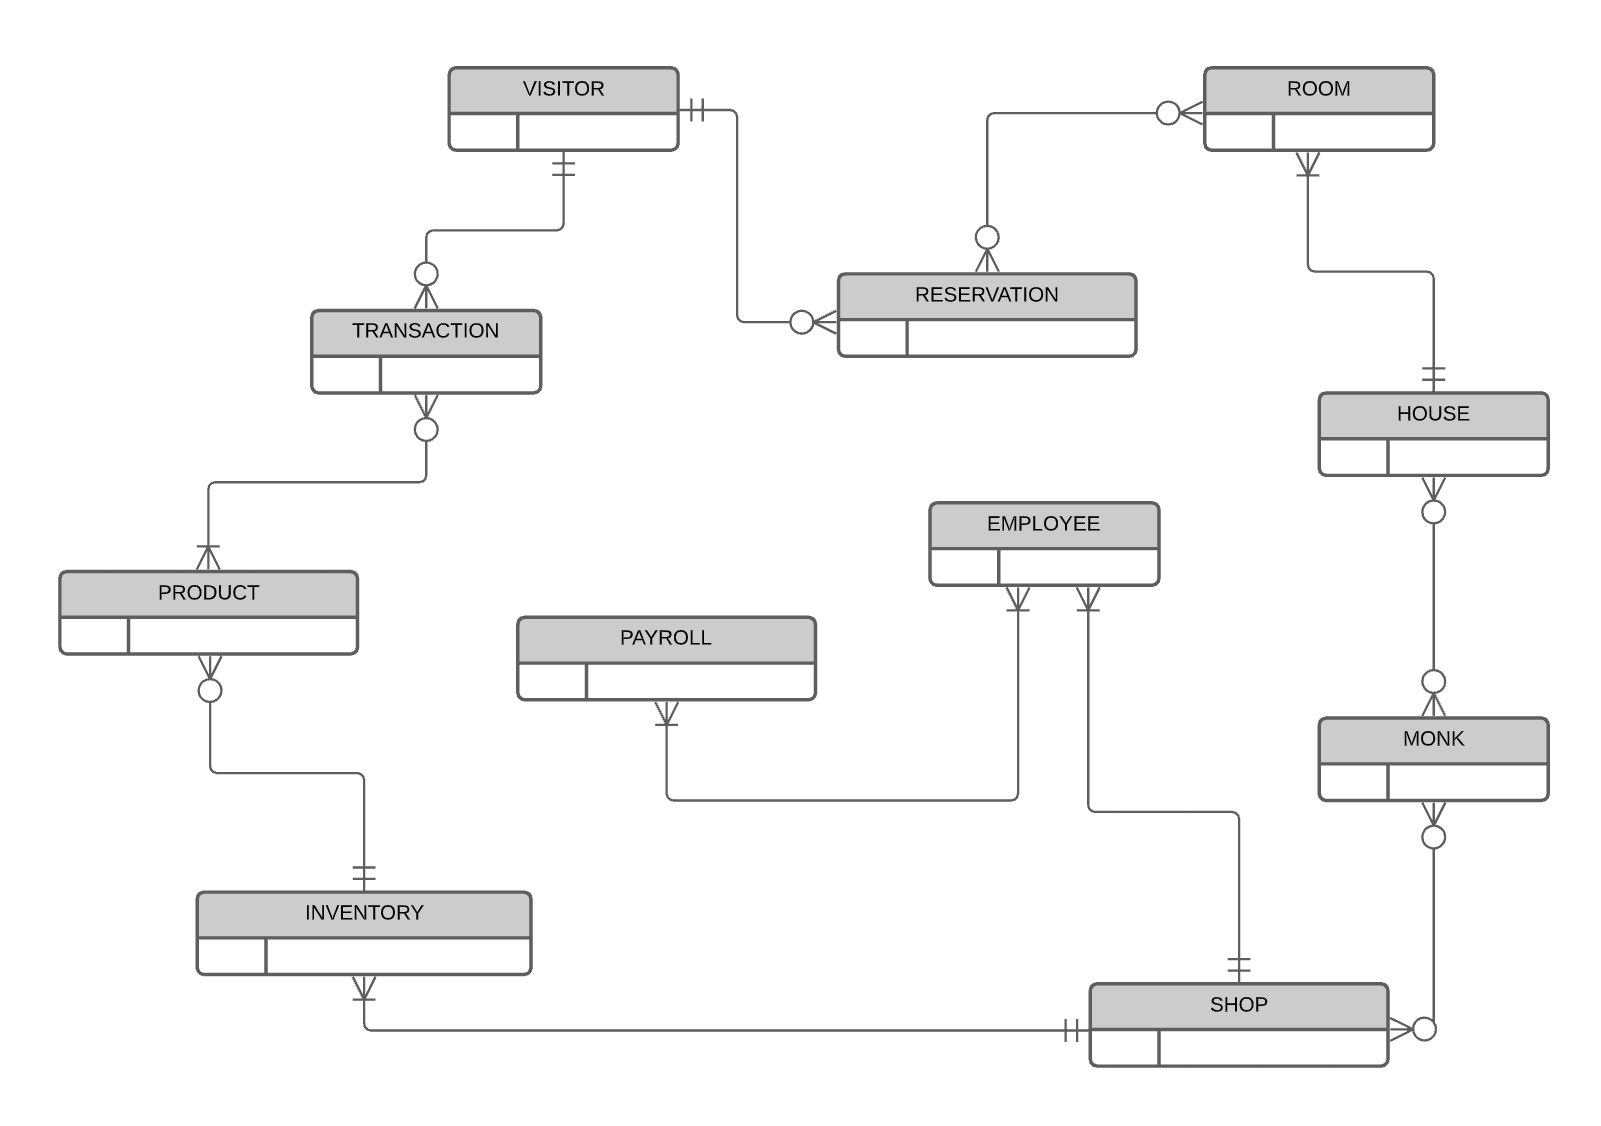 VISITOR
ROOM
RESERVATION
TRANSACTION
HOUSE
EMPLOYEE
PRODUCT
PAYROLL
MONK
INVENTORY
SHOP